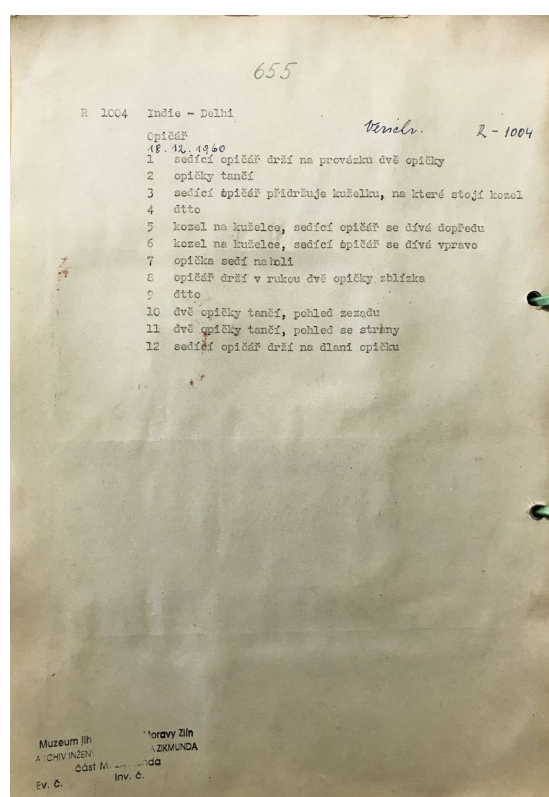 655
R 1004 Indie - Delhi
Opičář
R - 1004
18. 12. 1960
1 sedící opičář drží na provázku dvě opičky
2 opičky tančí
3 sedící opičář přidržuje kuželku, na které stojí kozel
4 dtto
5 kozel na kuželce, sedící opičář se dívá dopředu
6 kozel na kuželce, sedící opičář se dívá vpravo
7 opička sedí na holi
8 opičář drží v rukou dvě opičky zblízka
9 dtto
10 dvě opičky tančí, pohled zezadu
11 dvě opičky tančí, pohled se strany
12 sedící opičář drží na dlani opičku
Muzeum jih Moravy Zlín
ZIKMUNDA
část M.
Ev. č. Inv. č.